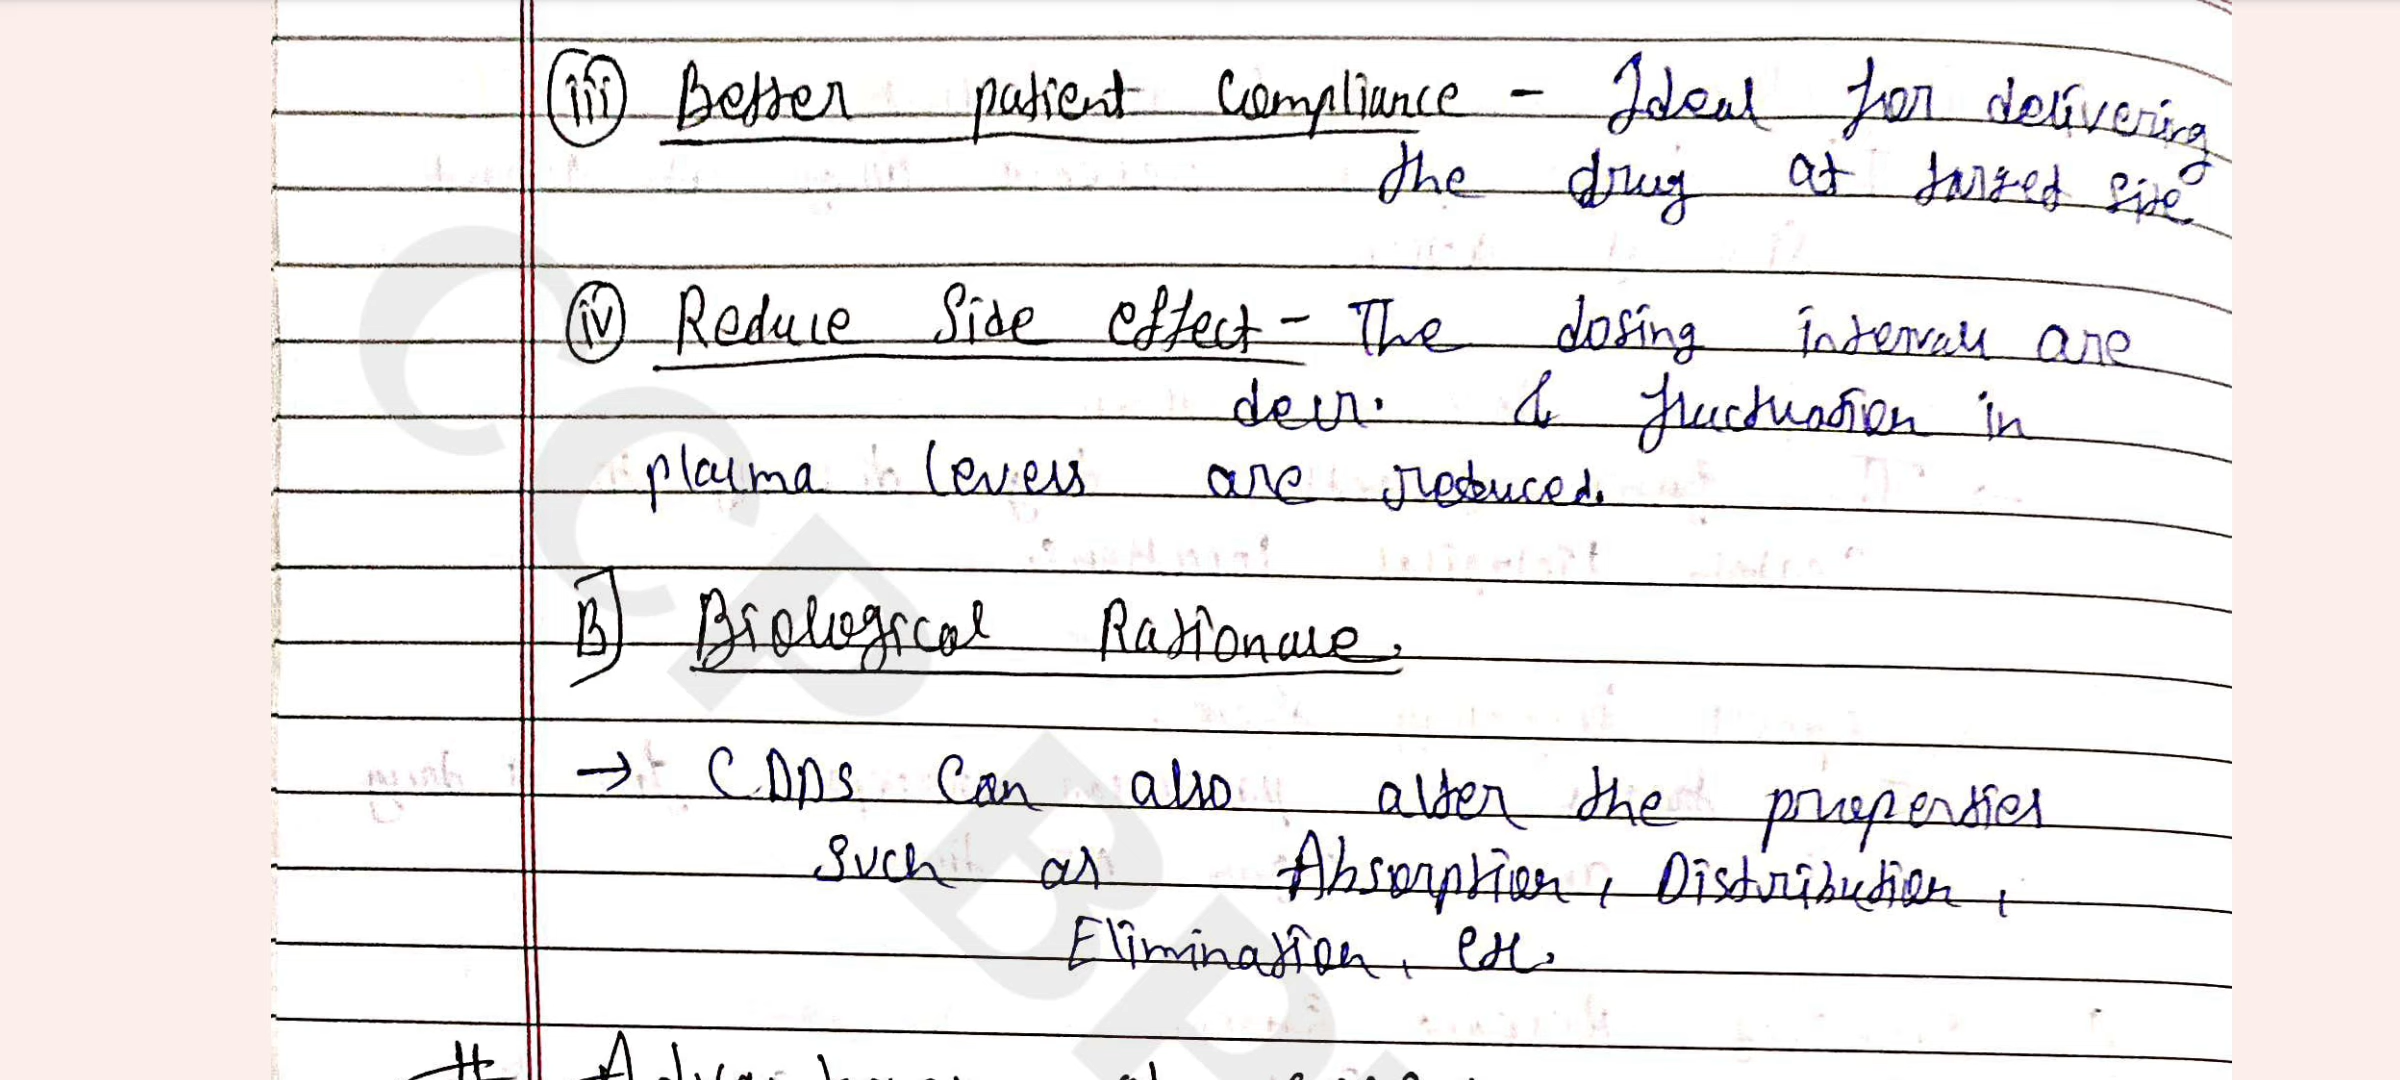 (iii) Better patient Compliance - Ideal for delivering
the drug at target site
(iv) Reduce Side effect - The dosing intervals are
decr. & fluctuation in
plasma levels are reduced.
B] Biological Rationale.
→ CDDS Can also alter the properties
such as Absorption, Distribution,
Elimination, etc.
#
CCP